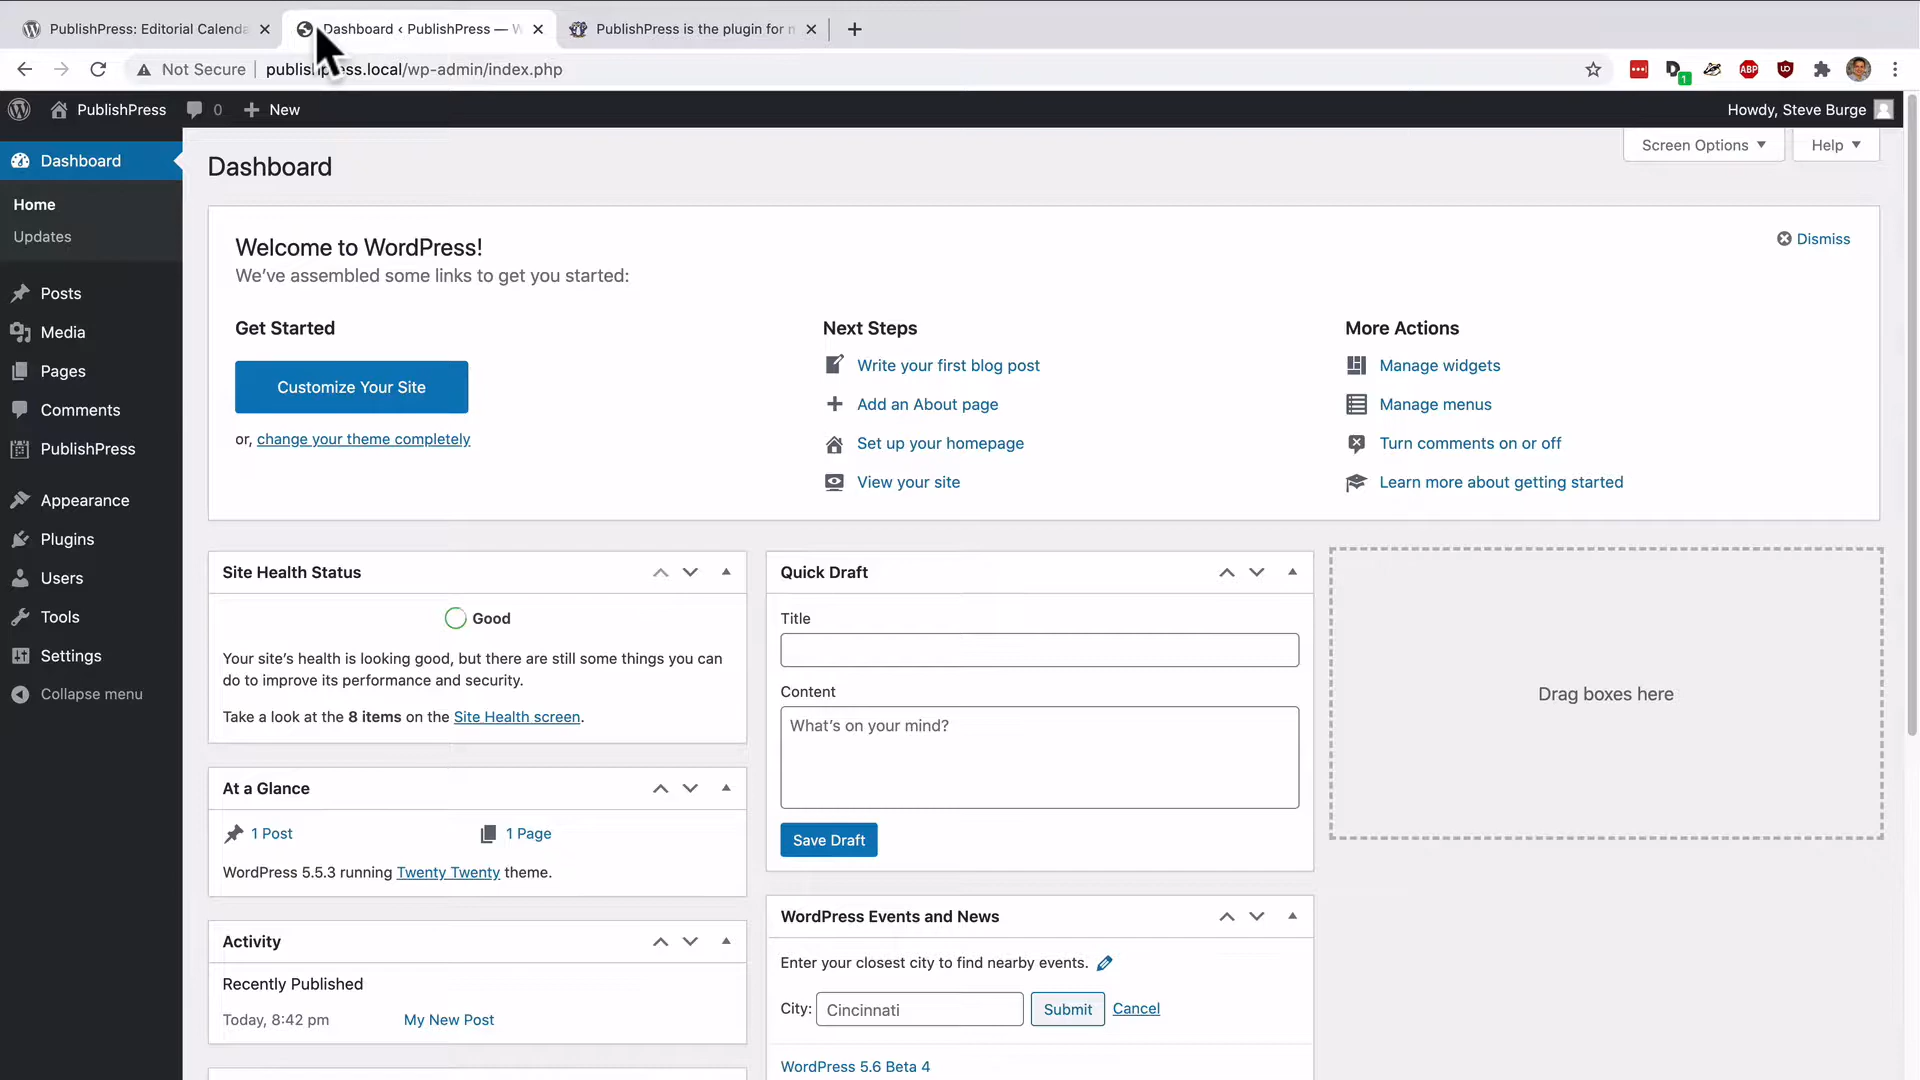 PublishPress: Editorial Calenda
Dashboard ‹ PublishPress — W
PublishPress is the plugin for m
Not Secure
publishpress.local/wp-admin/index.php
PublishPress
0
New
Howdy, Steve Burge
Dashboard
Home
Updates
Posts
Media
Pages
Comments
PublishPress
Appearance
Plugins
Users
Tools
Settings
Collapse menu
Dashboard
Screen Options
Help
Welcome to WordPress!
We've assembled some links to get you started:
Dismiss
Get Started
Customize Your Site
or, change your theme completely
Next Steps
Write your first blog post
Add an About page
Set up your homepage
View your site
More Actions
Manage widgets
Manage menus
Turn comments on or off
Learn more about getting started
Site Health Status
Good
Your site's health is looking good, but there are still some things you can
do to improve its performance and security.
Take a look at the 8 items on the Site Health screen.
At a Glance
1 Post
1 Page
WordPress 5.5.3 running Twenty Twenty theme.
Activity
Recently Published
Today, 8:42 pm
My New Post
Quick Draft
Title
Content
What's on your mind?
Save Draft
WordPress Events and News
Enter your closest city to find nearby events.
City: Cincinnati Submit Cancel
WordPress 5.6 Beta 4
Drag boxes here
D
1
ABP